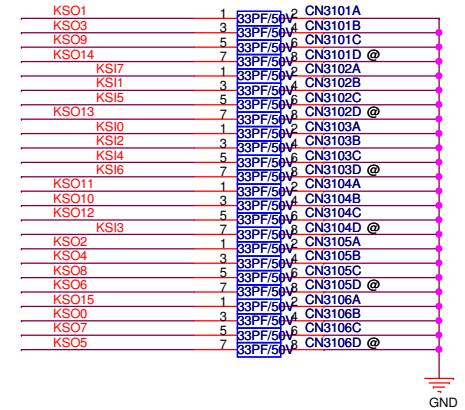 KSO1 1 33PF/50V 2 CN3101A
KSO3 3 33PF/50V 4 CN3101B
KSO9 5 33PF/50V 6 CN3101C
KSO14 7 33PF/50V 8 CN3101D @
KSI7 1 33PF/50V 2 CN3102A
KSI1 3 33PF/50V 4 CN3102B
KSI5 5 33PF/50V 6 CN3102C
KSO13 7 33PF/50V 8 CN3102D @
KSI0 1 33PF/50V 2 CN3103A
KSI2 3 33PF/50V 4 CN3103B
KSI4 5 33PF/50V 6 CN3103C
KSI6 7 33PF/50V 8 CN3103D @
KSO11 1 33PF/50V 2 CN3104A
KSO10 3 33PF/50V 4 CN3104B
KSO12 5 33PF/50V 6 CN3104C
KSI3 7 33PF/50V 8 CN3104D @
KSO2 1 33PF/50V 2 CN3105A
KSO4 3 33PF/50V 4 CN3105B
KSO8 5 33PF/50V 6 CN3105C
KSO6 7 33PF/50V 8 CN3105D @
KSO15 1 33PF/50V 2 CN3106A
KSO0 3 33PF/50V 4 CN3106B
KSO7 5 33PF/50V 6 CN3106C
KSO5 7 33PF/50V 8 CN3106D @
GND